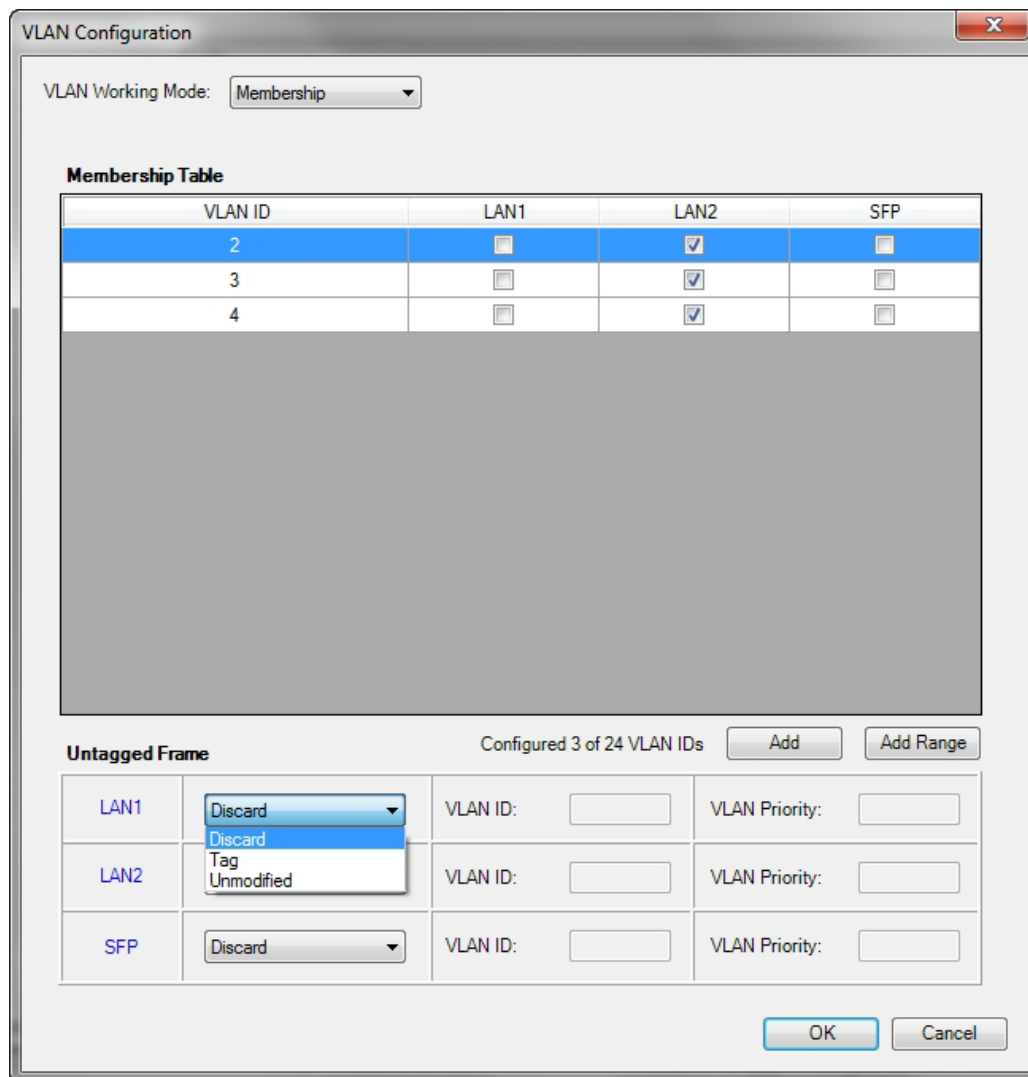 VLAN Configuration
VLAN Working Mode: Membership
Membership Table
VLAN ID LAN1 LAN2 SFP
2
3
4
Configured 3 of 24 VLAN IDs Add Add Range
Untagged Frame
LAN1 Discard VLAN ID: VLAN Priority:
Discard
Tag
Unmodified
LAN2 VLAN ID: VLAN Priority:
SFP Discard VLAN ID: VLAN Priority:
OK Cancel